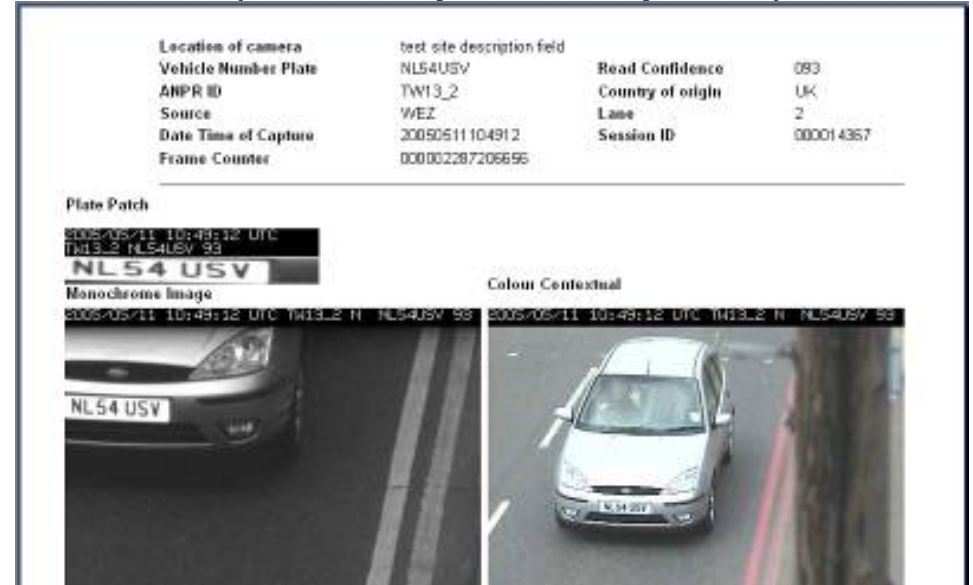 Location of camera test site description field
Vehicle Number Plate NL54USV Read Confidence 093
ANPR ID TW13_2 Country of origin UK
Source WEZ Lane 2
Date Time of Capture 20050511104912 Session ID 000014367
Frame Counter 000002287206656
Plate Patch
2005/05/11 10:49:12 UTC
TW13_2 NL54USV 93
NL54 USV
Colour Contextual
Monochrome Image
2005/05/11 10:49:12 UTC TW13_2 N NL54USV 93
2005/05/11 10:49:12 UTC TW13_2 N NL54USV 93
NL54 USV
NL54 USV